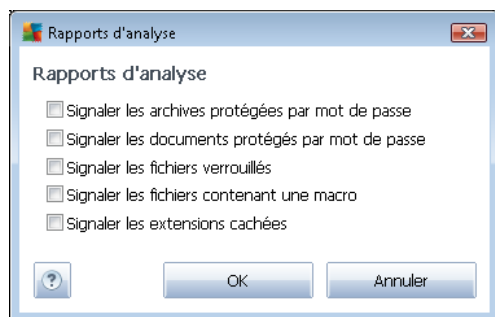 Rapports d'analyse
Rapports d'analyse
Signaler les archives protégées par mot de passe
Signaler les documents protégés par mot de passe
Signaler les fichiers verrouillés
Signaler les fichiers contenant une macro
Signaler les extensions cachées
? OK Annuler